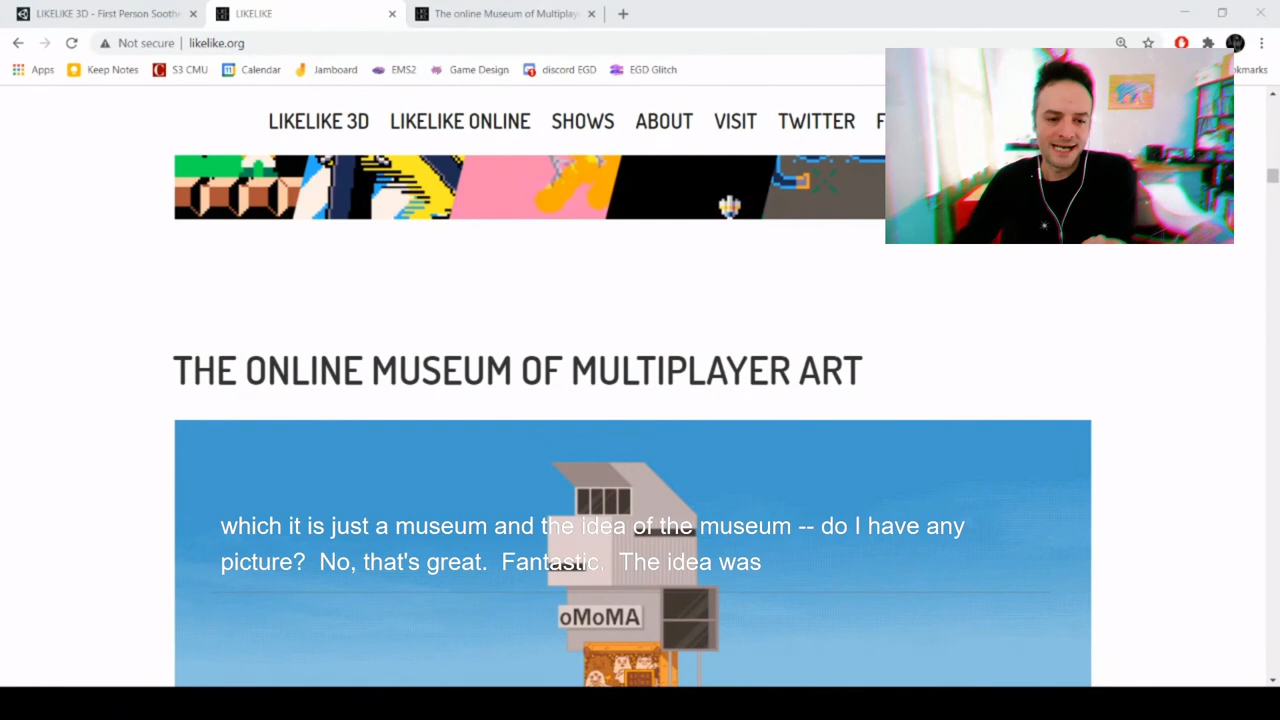 LIKELIKE 3D - First Person Soothe
LIKELIKE
The online Museum of Multiplay
Not secure | likelike.org
Apps
Keep Notes
S3 CMU
Calendar
Jamboard
EMS2
Game Design
discord EGD
EGD Glitch
okmarks
LIKELIKE 3D
LIKELIKE ONLINE
SHOWS
ABOUT
VISIT
TWITTER
F
THE ONLINE MUSEUM OF MULTIPLAYER ART
which it is just a museum and the idea of the museum -- do I have any
picture? No, that's great. Fantastic. The idea was
oMoMA